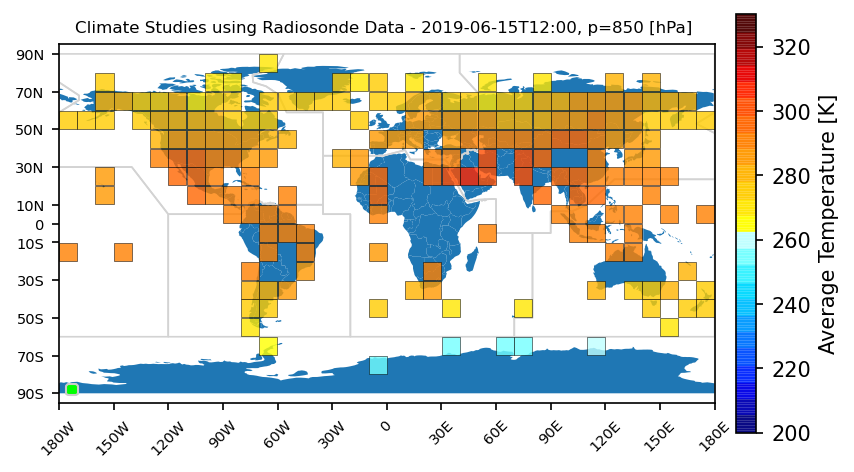 Climate Studies using Radiosonde Data - 2019-06-15T12:00, p=850 [hPa]
90N
70N
50N
30N
10N
0
10S
30S
50S
70S
90S
180W
150W
120W
90W
60W
30W
0
30E
60E
90E
120E
150E
180E
320
300
280
260
240
220
200
Average Temperature [K]